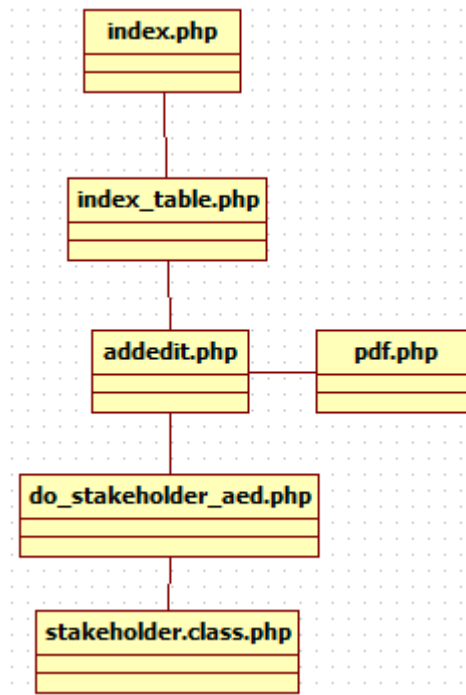 index.php
index_table.php
addedit.php
pdf.php
do_stakeholder_aed.php
stakeholder.class.php